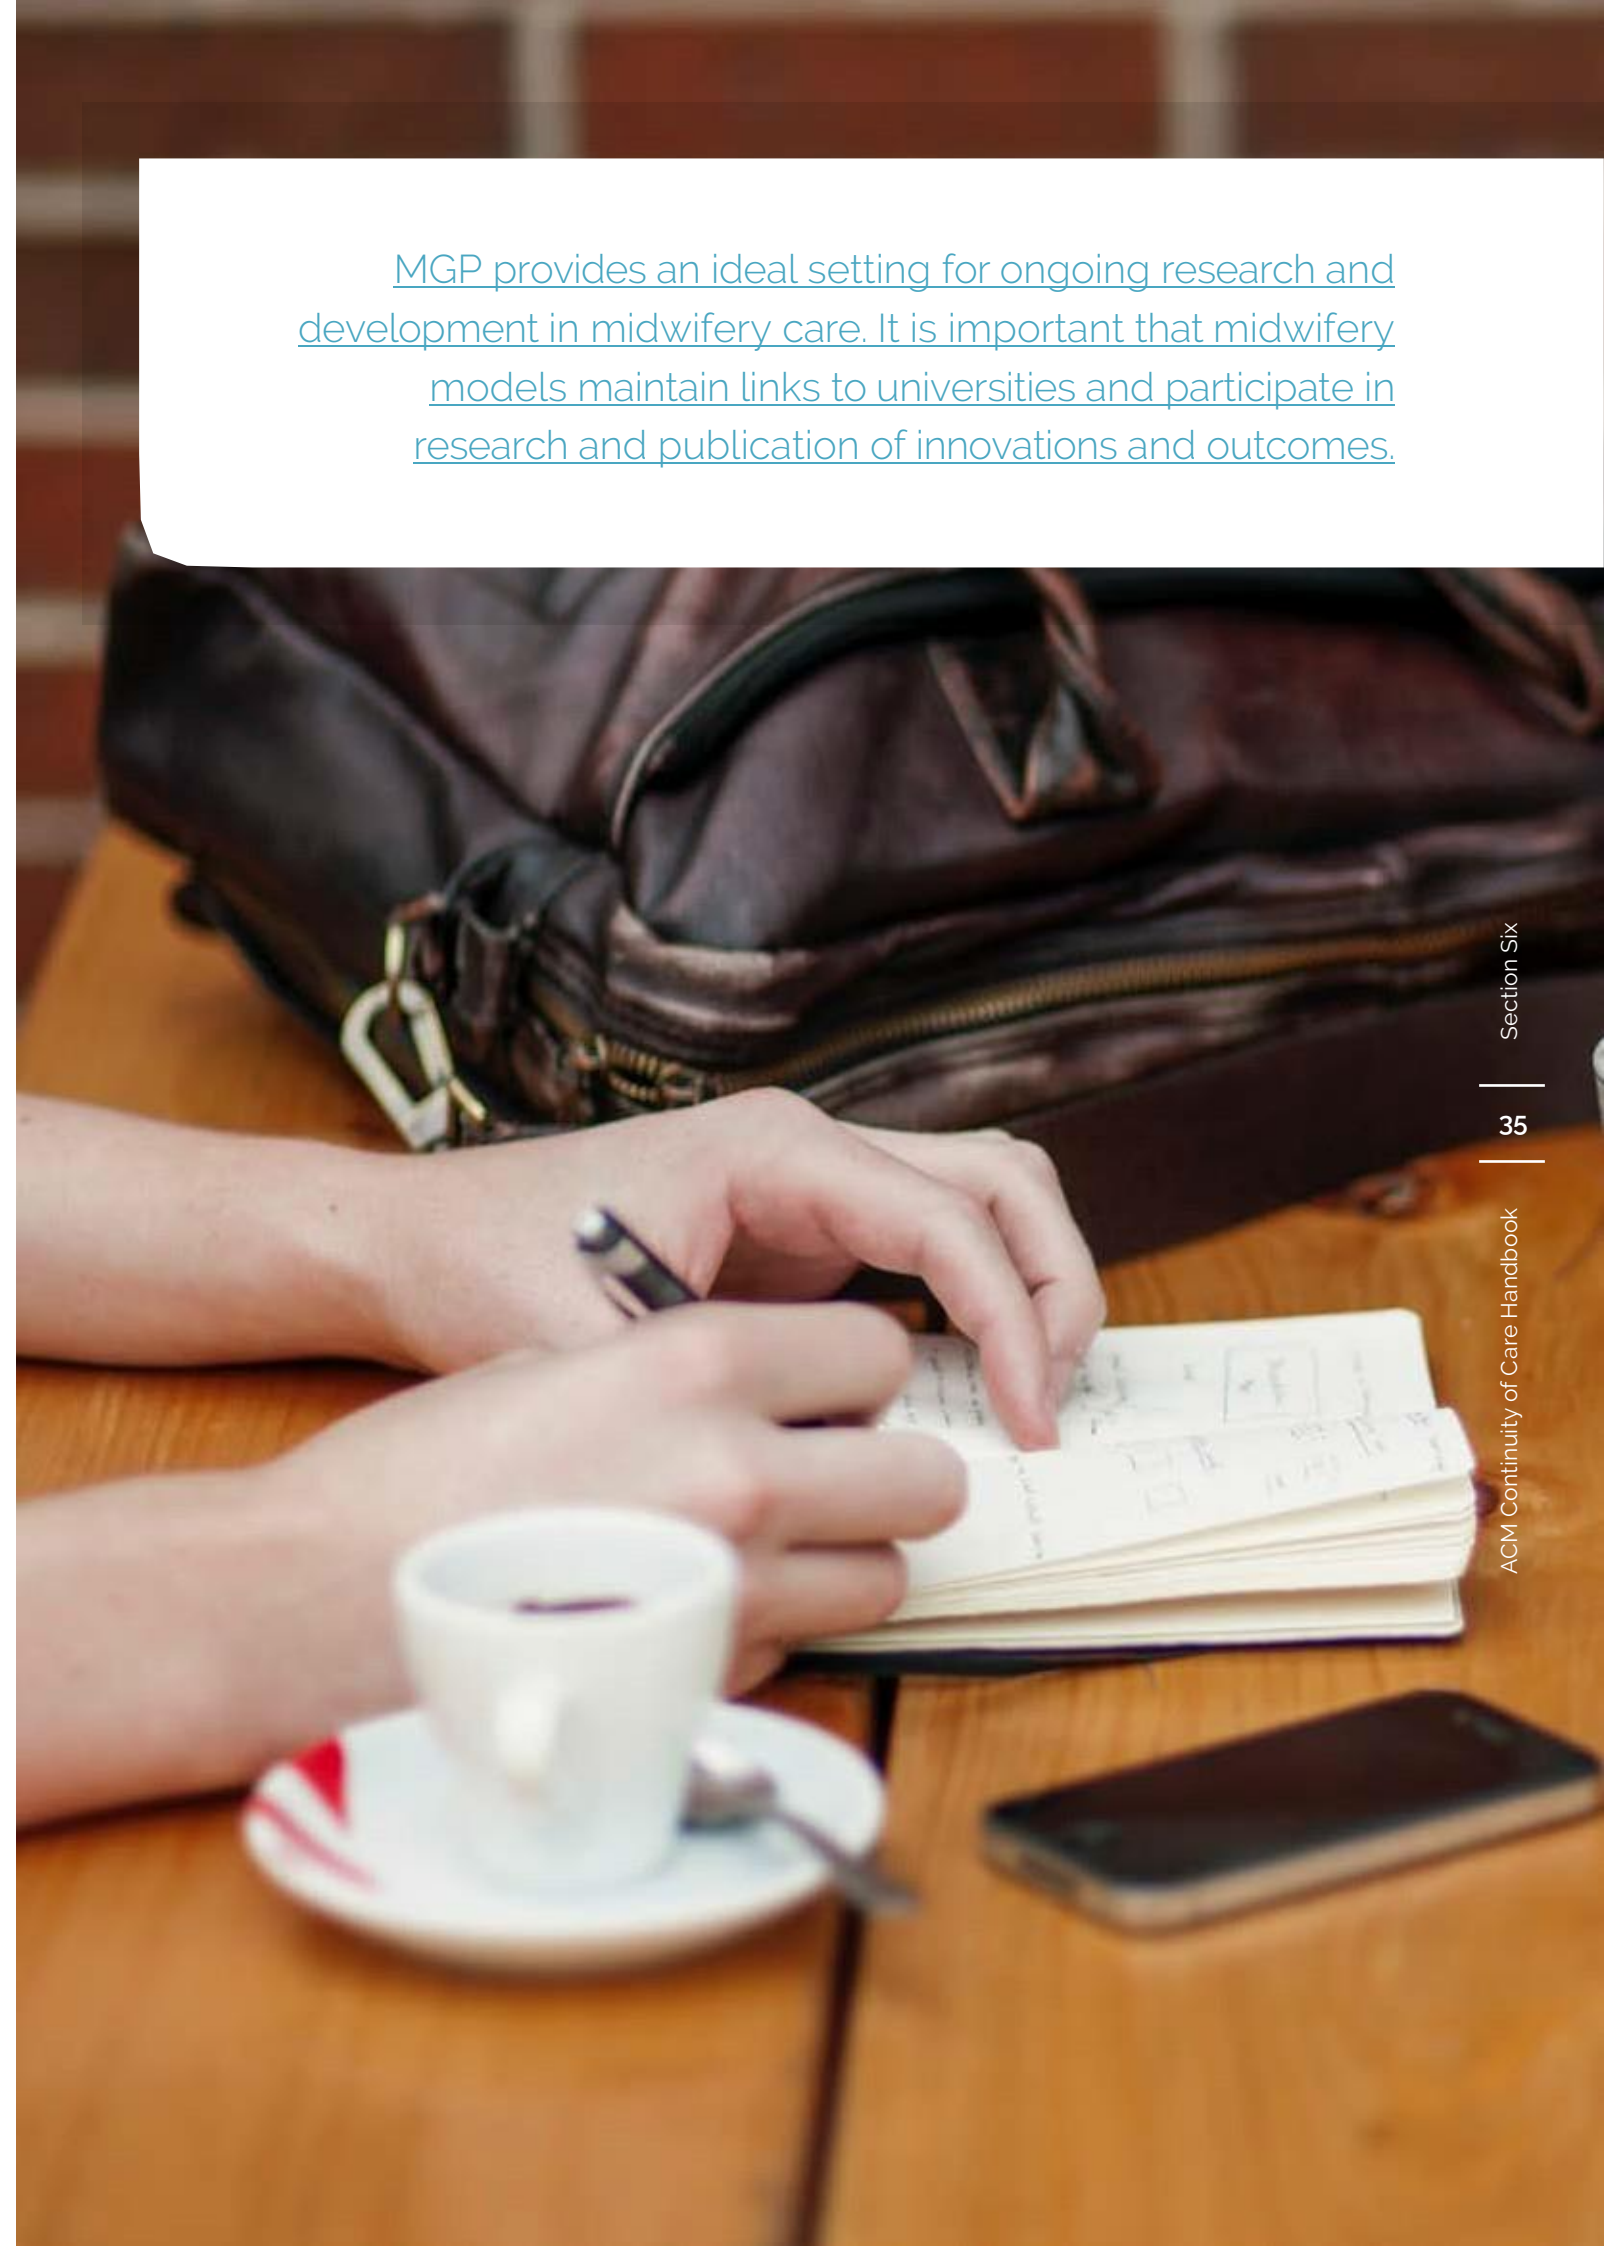 MGP provides an ideal setting for ongoing research and
development in midwifery care. It is important that midwifery
models maintain links to universities and participate in
research and publication of innovations and outcomes.
Section Six
35
ACM Continuity of Care Handbook